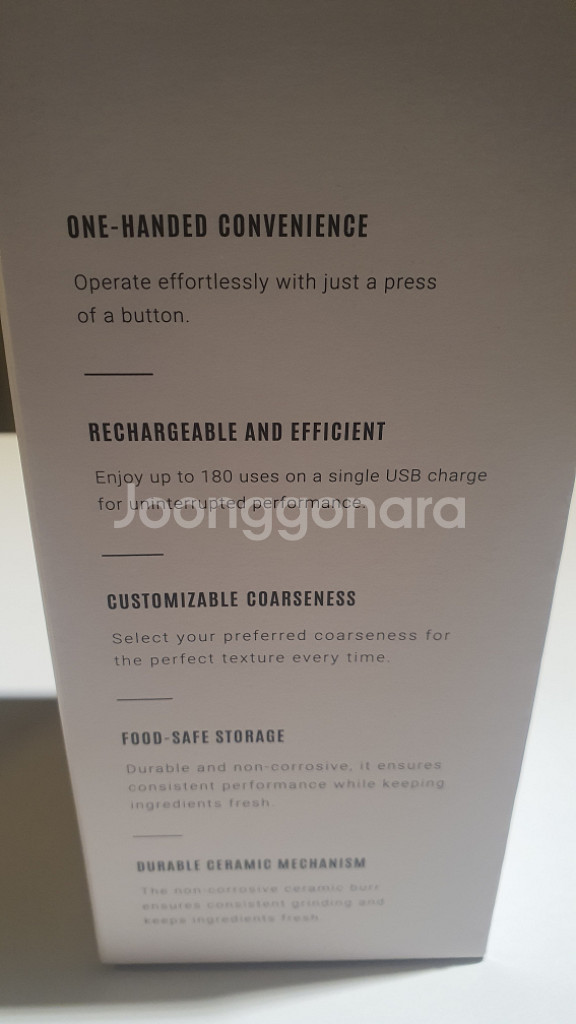 ONE-HANDED CONVENIENCE
Operate effortlessly with just a press
of a button.
RECHARGEABLE AND EFFICIENT
Enjoy up to 180 uses on a single USB charge
for uninterrupted performance.
Joonggonara
CUSTOMIZABLE COARSENESS
Select your preferred coarseness for
the perfect texture every time.
FOOD-SAFE STORAGE
Durable and non-corrosive, it ensures
consistent performance while keeping
ingredients fresh.
DURABLE CERAMIC MECHANISM
The non-corrosive ceramic burr
ensures consistent grinding and
keeps ingredients fresh.